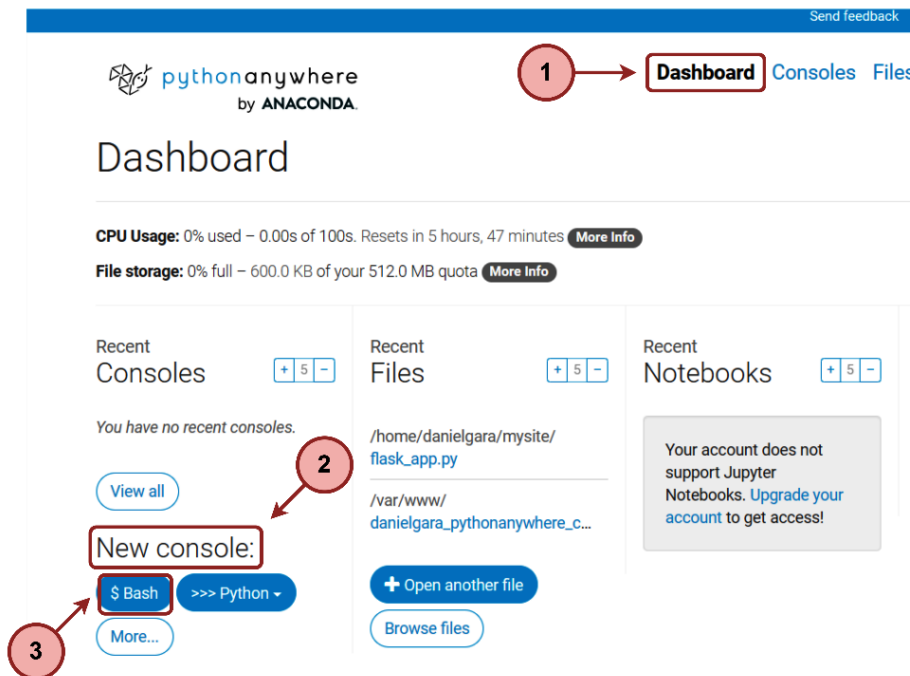 Send feedback
pythonanywhere
by ANACONDA.
1
Dashboard Consoles Files
Dashboard
CPU Usage: 0% used – 0.00s of 100s. Resets in 5 hours, 47 minutes More Info
File storage: 0% full – 600.0 KB of your 512.0 MB quota More Info
Recent
Consoles
+ 5 −
You have no recent consoles.
View all
2
New console:
$ Bash
>>> Python
More...
3
Recent
Files
+ 5 −
/home/danielgara/mysite/
flask_app.py
/var/www/
danielgara_pythonanywhere_c...
+ Open another file
Browse files
Recent
Notebooks
+ 5 −
Your account does not
support Jupyter
Notebooks. Upgrade your
account to get access!